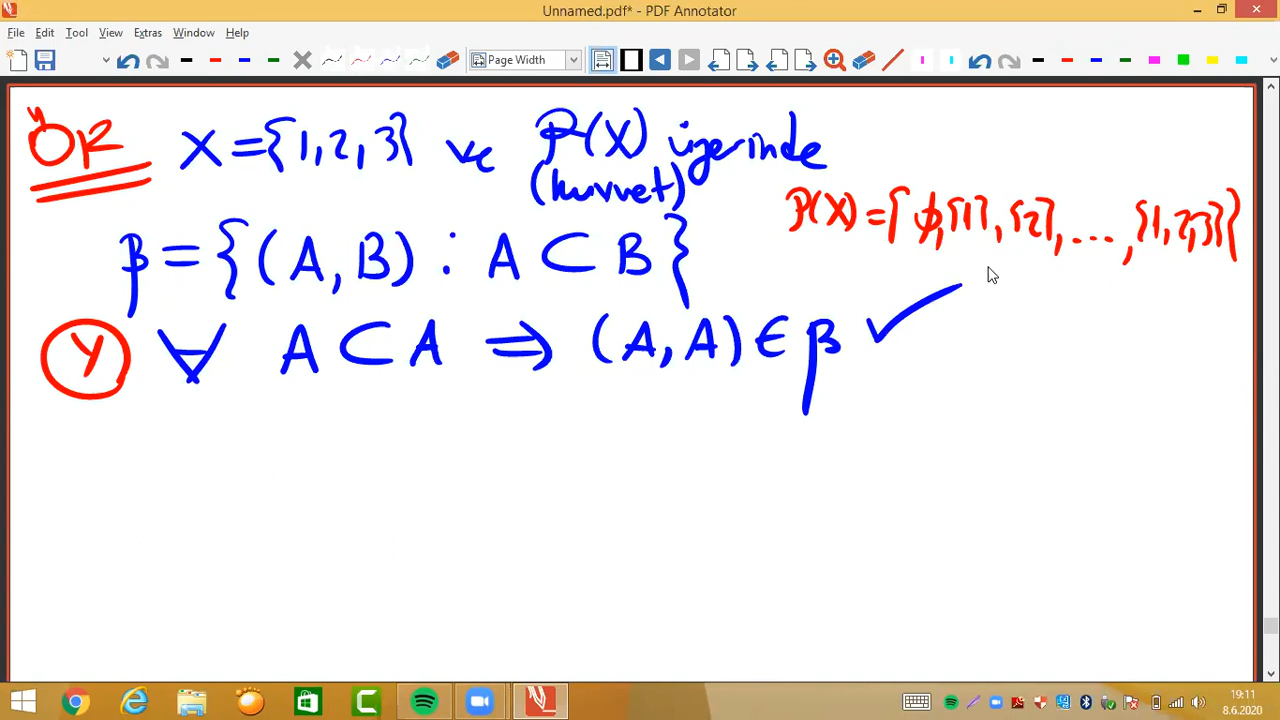 Unnamed.pdf* - PDF Annotator
File Edit Tool View Extras Window Help
Page Width
ÖR X={1,2,3} ve P(X) üzerinde
(kuvvet)
P(X)={∅,{1},{2},...,{1,2,3}}
β={(A,B):A⊂B}
Y ∀ A⊂A ⇒ (A,A)∈β ✓
19:11
8.6.2020